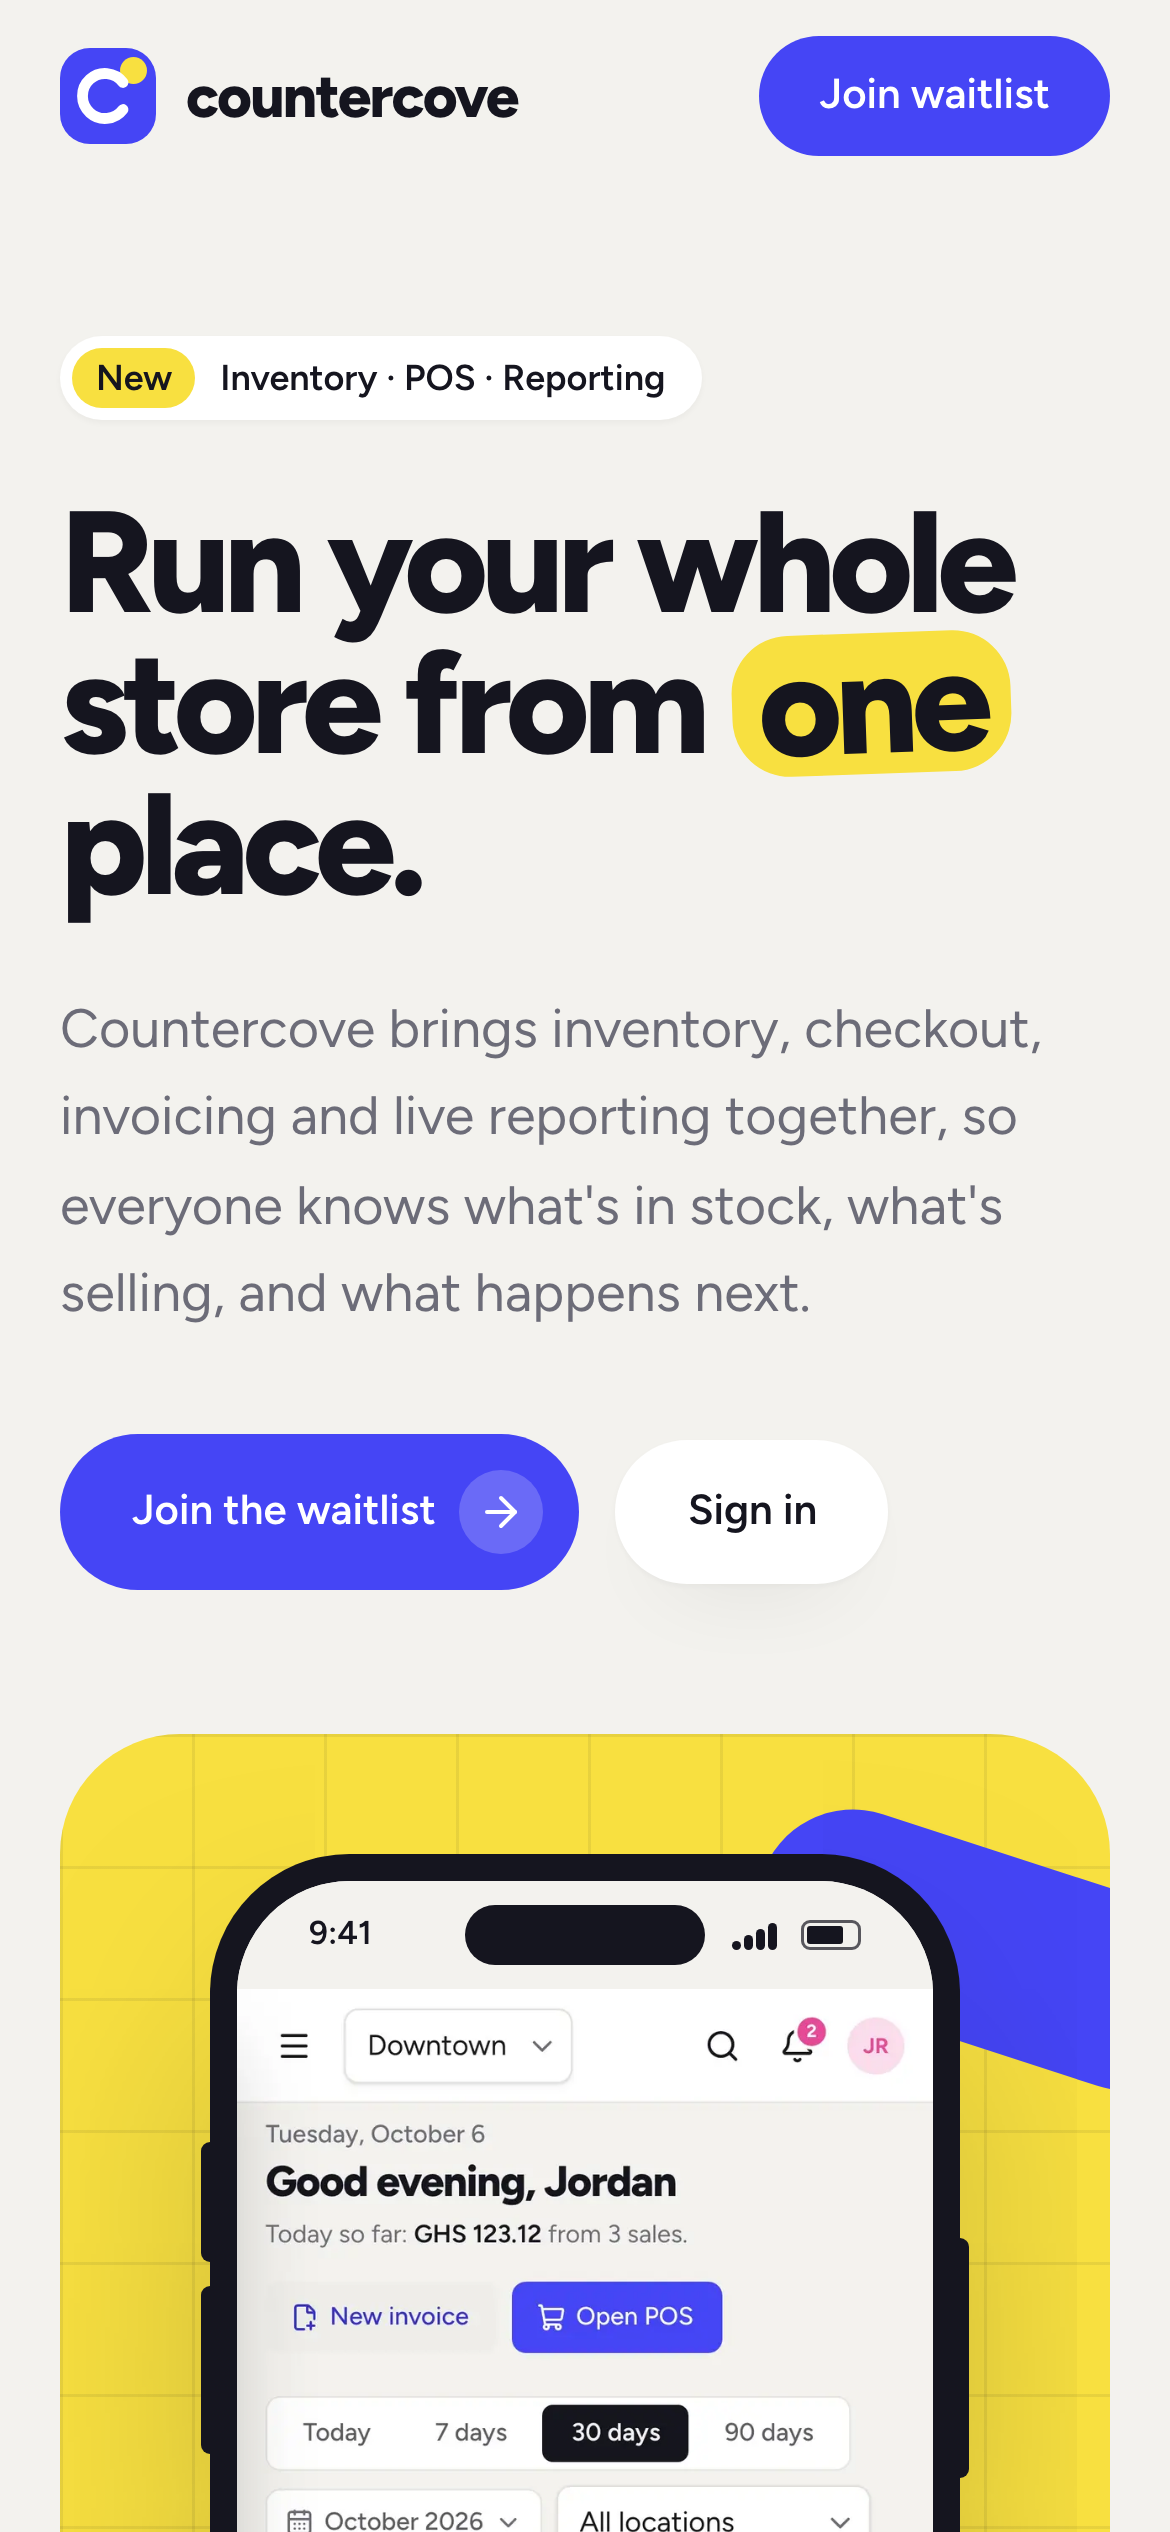 countercove
Join waitlist
New Inventory · POS · Reporting
Run your whole
store from one
place.
Countercove brings inventory, checkout,
invoicing and live reporting together, so
everyone knows what's in stock, what's
selling, and what happens next.
Join the waitlist
Sign in
9:41
Downtown
2
JR
Tuesday, October 6
Good evening, Jordan
Today so far: GHS 123.12 from 3 sales.
New invoice
Open POS
Today 7 days 30 days 90 days
October 2026
All locations